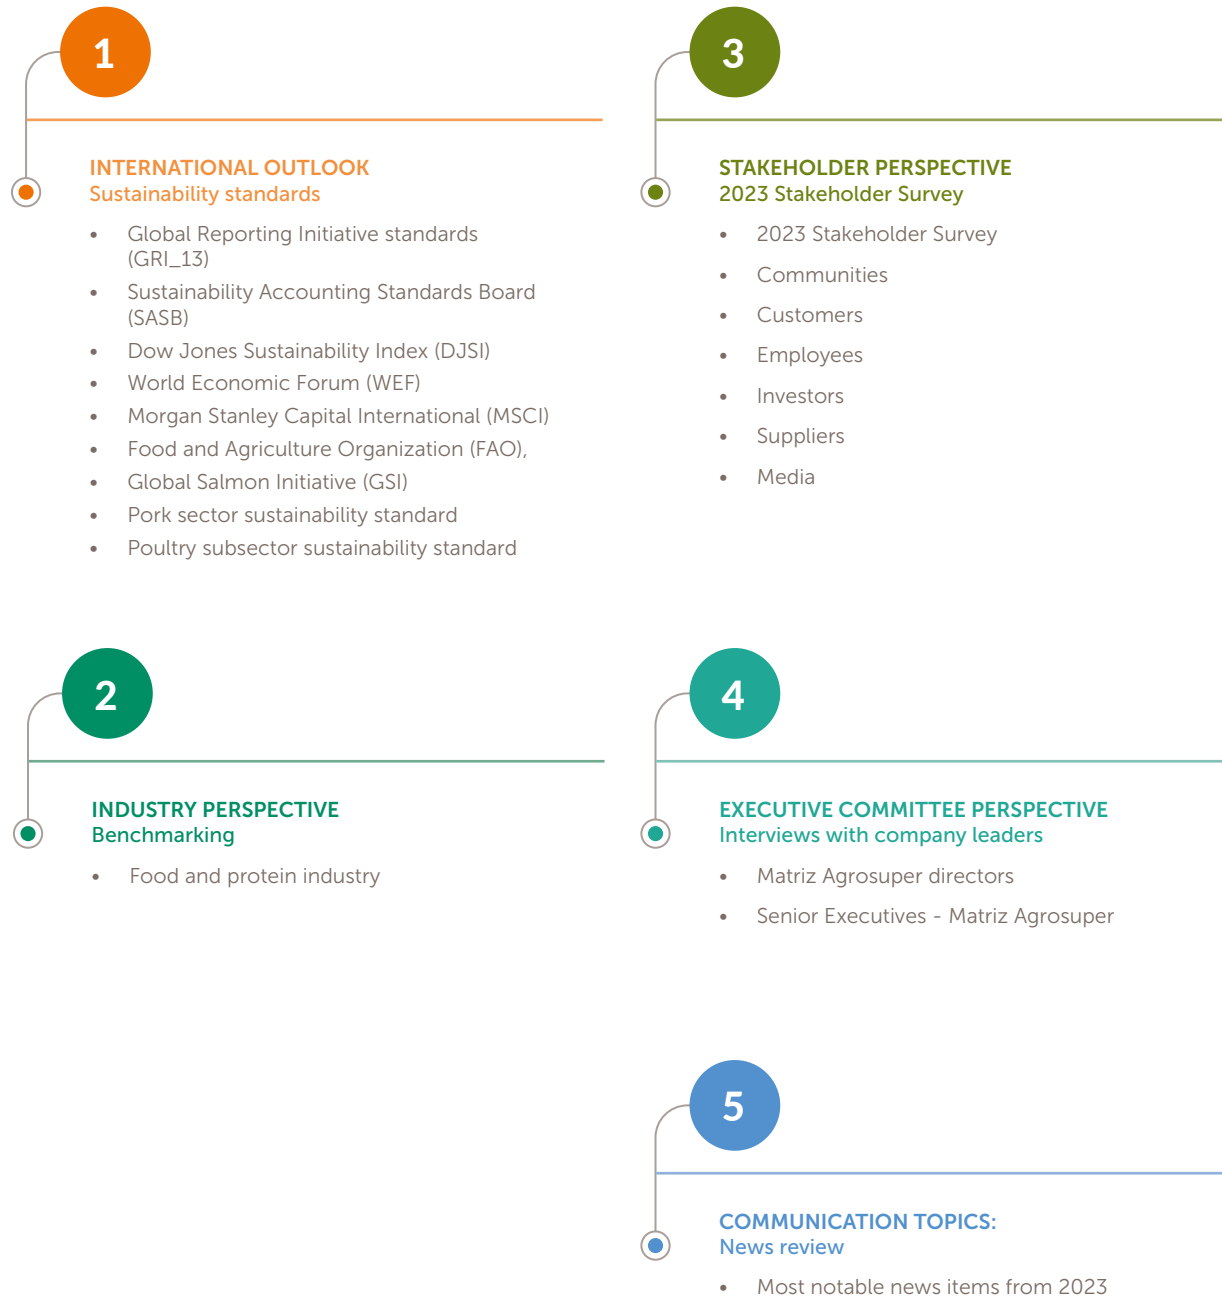 1
INTERNATIONAL OUTLOOK
Sustainability standards
• Global Reporting Initiative standards
(GRI_13)
• Sustainability Accounting Standards Board
(SASB)
• Dow Jones Sustainability Index (DJSI)
• World Economic Forum (WEF)
• Morgan Stanley Capital International (MSCI)
• Food and Agriculture Organization (FAO),
• Global Salmon Initiative (GSI)
• Pork sector sustainability standard
• Poultry subsector sustainability standard
2
INDUSTRY PERSPECTIVE
Benchmarking
• Food and protein industry
3
STAKEHOLDER PERSPECTIVE
2023 Stakeholder Survey
• 2023 Stakeholder Survey
• Communities
• Customers
• Employees
• Investors
• Suppliers
• Media
4
EXECUTIVE COMMITTEE PERSPECTIVE
Interviews with company leaders
• Matriz Agrosuper directors
• Senior Executives - Matriz Agrosuper
5
COMMUNICATION TOPICS:
News review
• Most notable news items from 2023